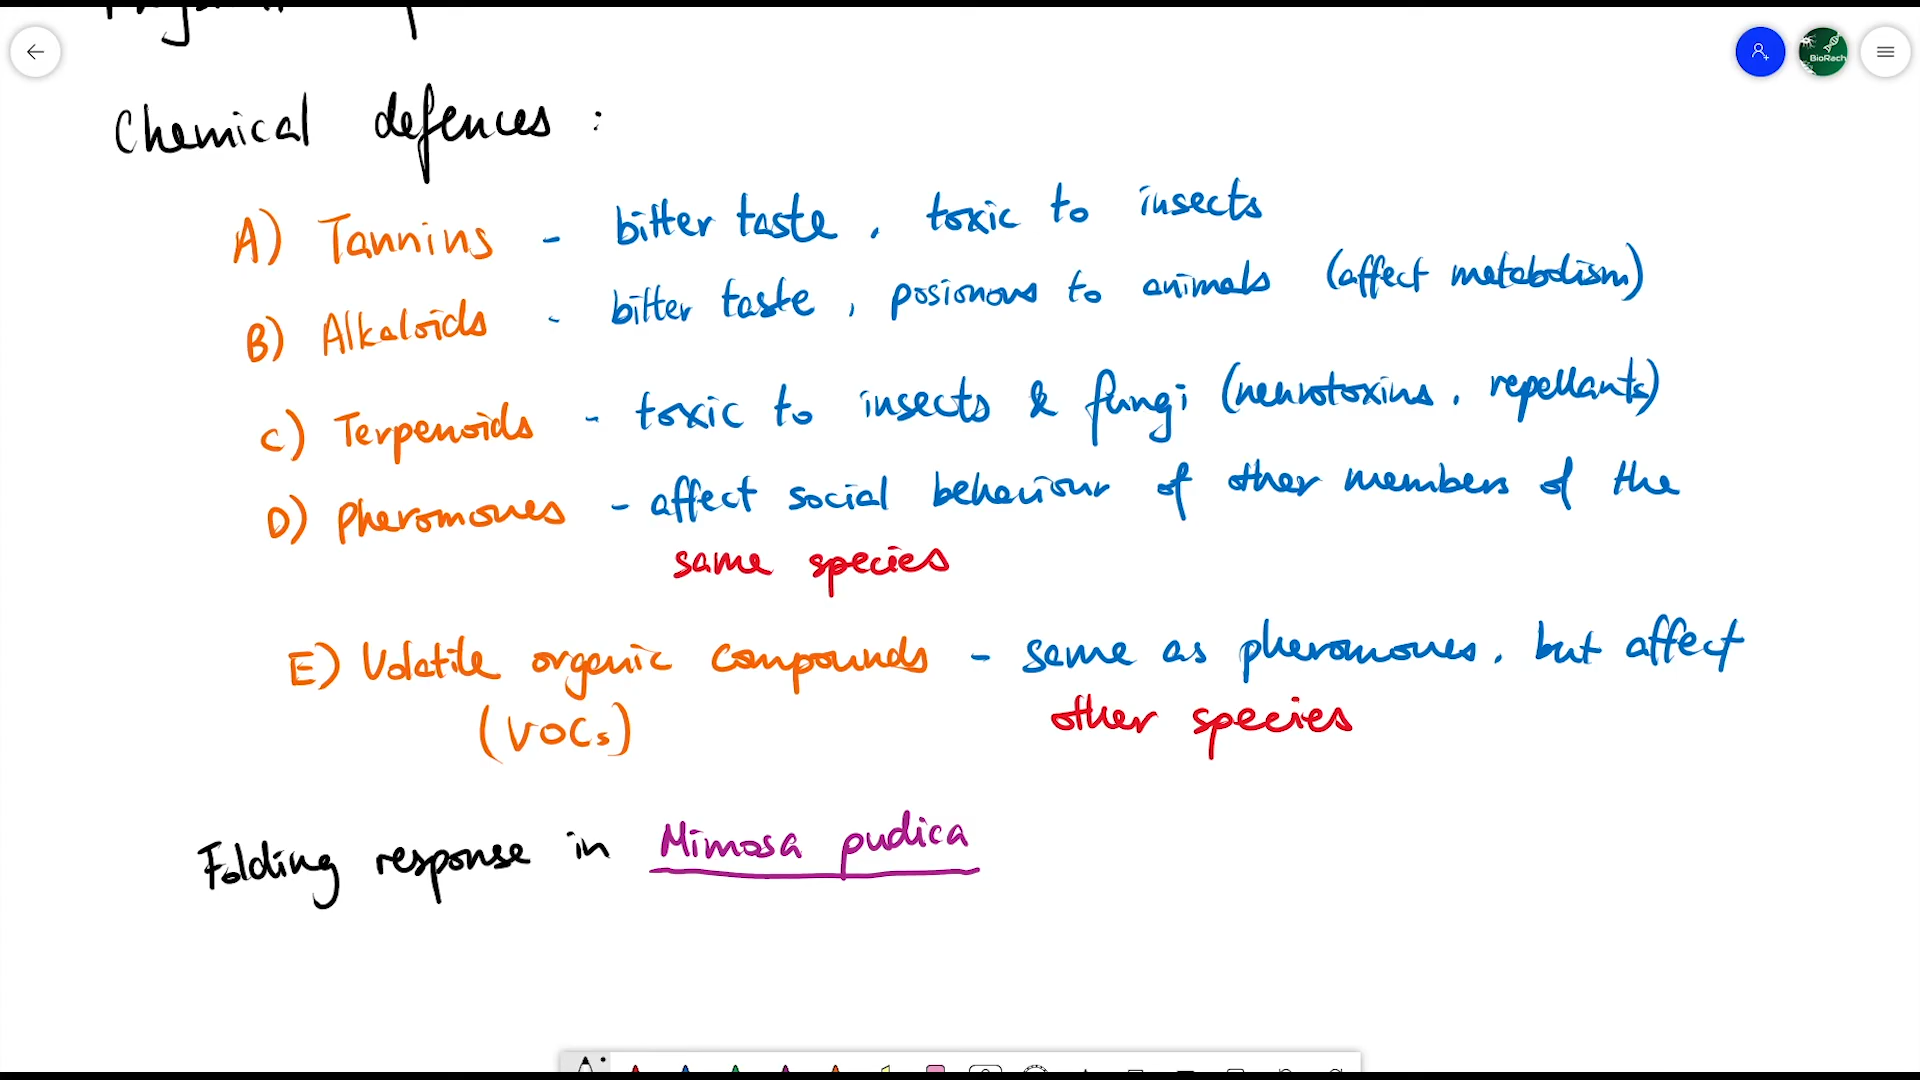 Chemical defences :
A) Tannins - bitter taste, toxic to insects
B) Alkaloids - bitter taste, posionous to animals (affect metabolism)
C) Terpenoids - toxic to insects & fungi (neurotoxins, repellants)
D) Pheromones - affect social behaviour of other members of the
same species
E) Volatile organic compounds - same as pheromones, but affect
(VOCs) other species
Folding response in Mimosa pudica
BioRach